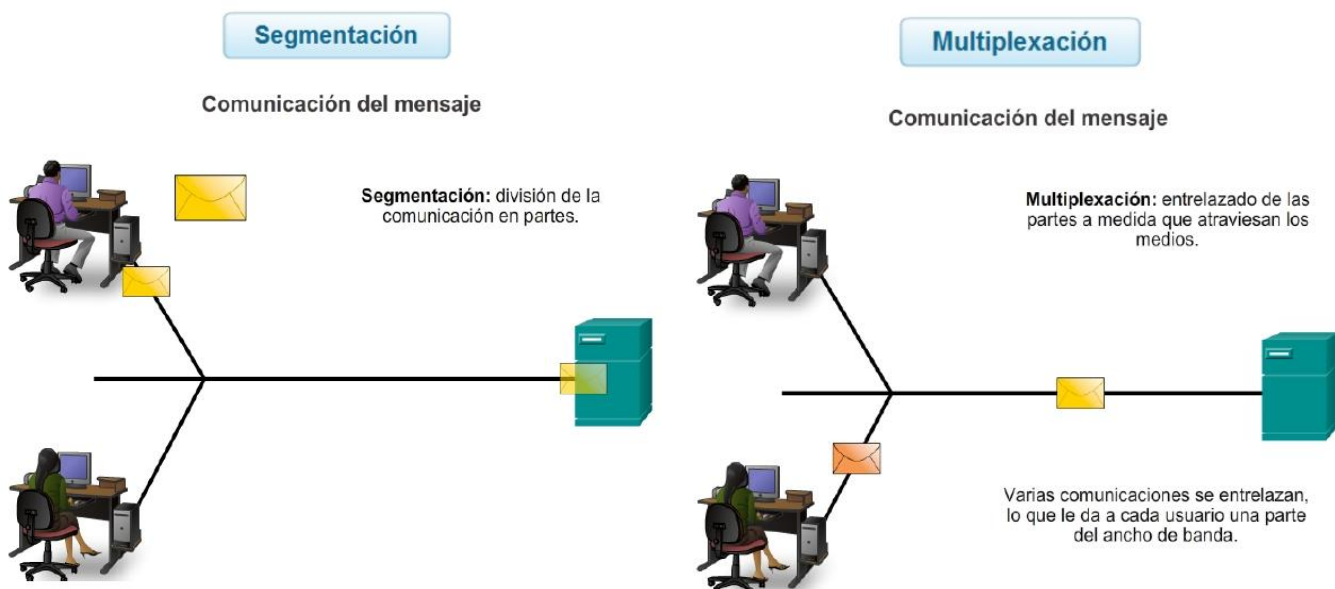 Segmentación
Comunicación del mensaje
Segmentación: división de la
comunicación en partes.
Multiplexación
Comunicación del mensaje
Multiplexación: entrelazado de las
partes a medida que atraviesan los
medios.
Varias comunicaciones se entrelazan,
lo que le da a cada usuario una parte
del ancho de banda.